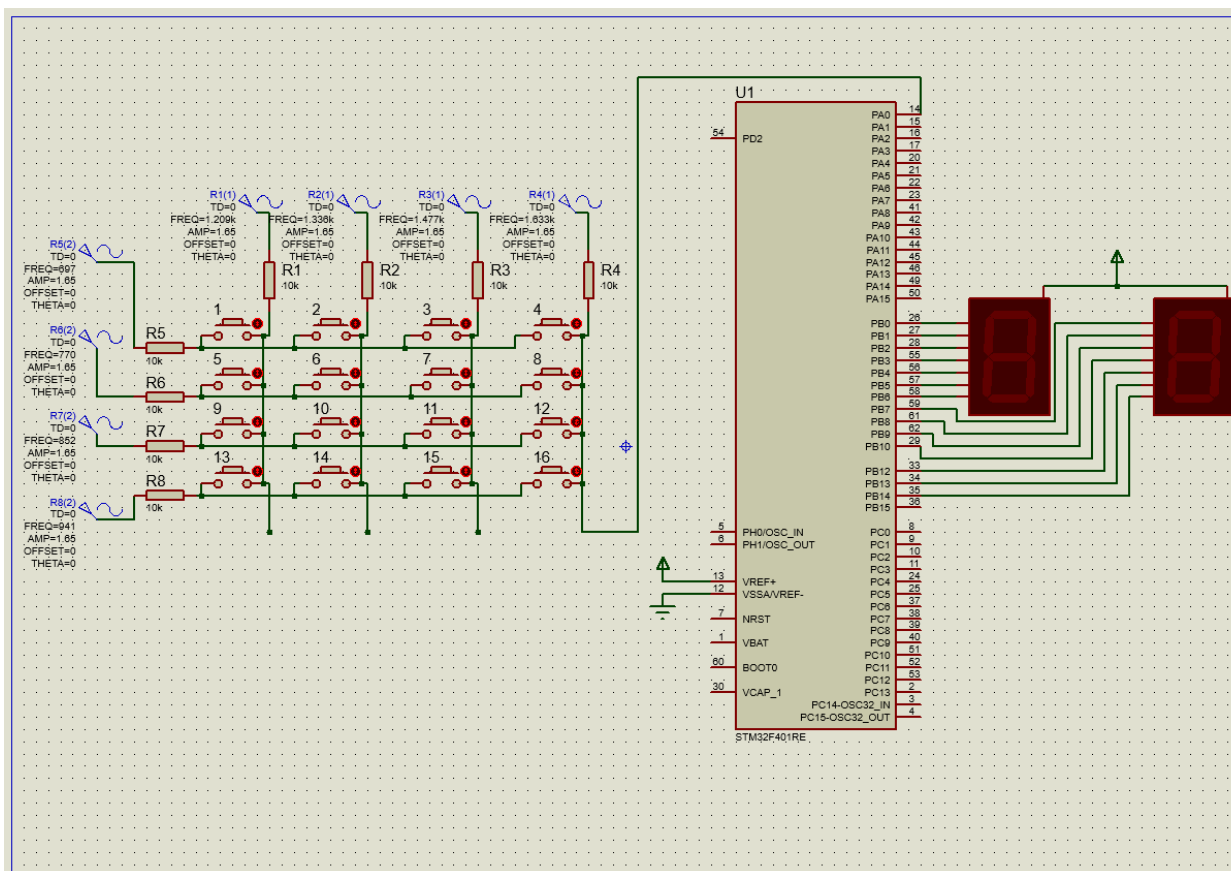 U1
PA0 14
PA1 15
54 PD2 PA2 16
PA3 17
PA4 20
PA5 21
PA6 22
PA7 23
PA8 41
PA9 42
PA10 43
PA11 44
PA12 45
PA13 46
PA14 49
PA15 50
R1(1)
TD=0
FREQ=1.209k
AMP=1.65
OFFSET=0
THETA=0
R2(1)
TD=0
FREQ=1.336k
AMP=1.65
OFFSET=0
THETA=0
R3(1)
TD=0
FREQ=1.477k
AMP=1.65
OFFSET=0
THETA=0
R4(1)
TD=0
FREQ=1.633k
AMP=1.65
OFFSET=0
THETA=0
R1
10k
R2
10k
R3
10k
R4
10k
R5(2)
TD=0
FREQ=697
AMP=1.65
OFFSET=0
THETA=0
R6(2)
TD=0
FREQ=770
AMP=1.65
OFFSET=0
THETA=0
R7(2)
TD=0
FREQ=852
AMP=1.65
OFFSET=0
THETA=0
R8(2)
TD=0
FREQ=941
AMP=1.65
OFFSET=0
THETA=0
R5
10k
R6
10k
R7
10k
R8
10k
1 2 3 4
5 6 7 8
9 10 11 12
13 14 15 16
PB0 26
PB1 27
PB2 28
PB3 55
PB4 56
PB5 57
PB6 58
PB7 59
PB8 61
PB9 62
PB10 29
PB12 33
PB13 34
PB14 35
PB15 36
5 PH0/OSC_IN PC0 8
6 PH1/OSC_OUT PC1 9
PC2 10
PC3 11
13 VREF+ PC4 24
12 VSSA/VREF- PC5 25
PC6 37
7 NRST PC7 38
PC8 39
1 VBAT PC9 40
PC10 51
60 BOOT0 PC11 52
PC12 53
30 VCAP_1 PC13 2
PC14-OSC32_IN 3
PC15-OSC32_OUT 4
STM32F401RE